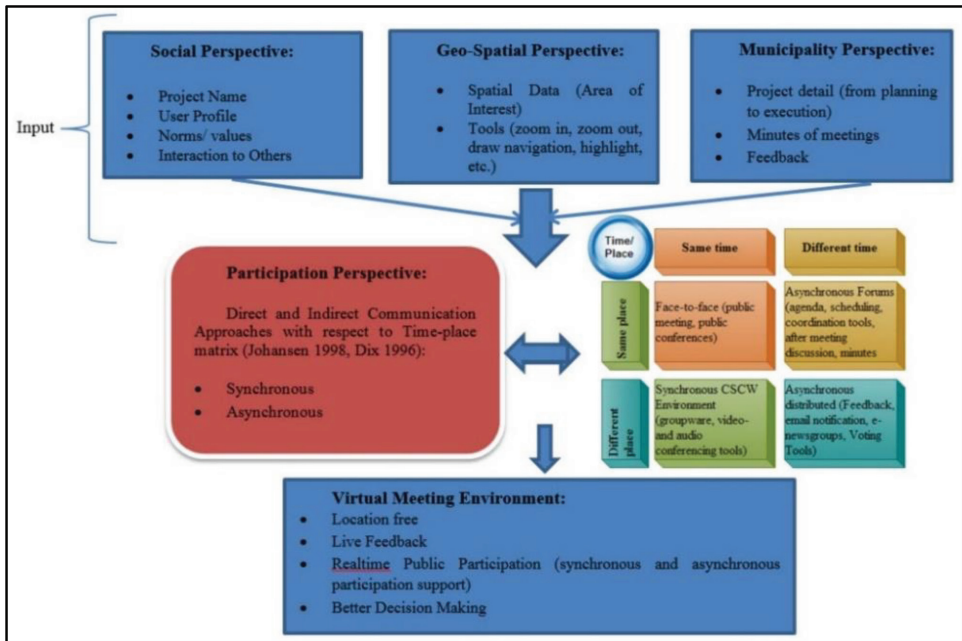 Input
Social Perspective:
• Project Name
• User Profile
• Norms/ values
• Interaction to Others
Geo-Spatial Perspective:
• Spatial Data (Area of
Interest)
• Tools (zoom in, zoom out,
draw navigation, highlight,
etc.)
Municipality Perspective:
• Project detail (from planning
to execution)
• Minutes of meetings
• Feedback
Participation Perspective:
Direct and Indirect Communication
Approaches with respect to Time-place
matrix (Johansen 1998, Dix 1996):
• Synchronous
• Asynchronous
Time/
Place
Same time
Different time
Same place
Face-to-face (public
meeting, public
conferences)
Asynchronous Forums
(agenda, scheduling,
coordination tools,
after meeting
discussion, minutes
Different
place
Synchronous CSCW
Environment
(groupware, video-
and audio
conferencing tools)
Asynchronous
distributed (Feedback,
email notification, e-
newsgroups, Voting
Tools)
Virtual Meeting Environment:
• Location free
• Live Feedback
• Realtime Public Participation (synchronous and asynchronous
participation support)
• Better Decision Making